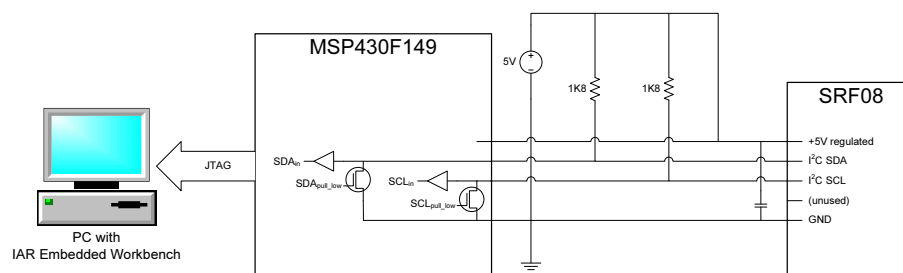 MSP430F149
5V
1K8
1K8
SRF08
+5V regulated
I²C SDA
I²C SCL
(unused)
GND
JTAG
SDAin
SDApull_low
SCLin
SCLpull_low
PC with
IAR Embedded Workbench